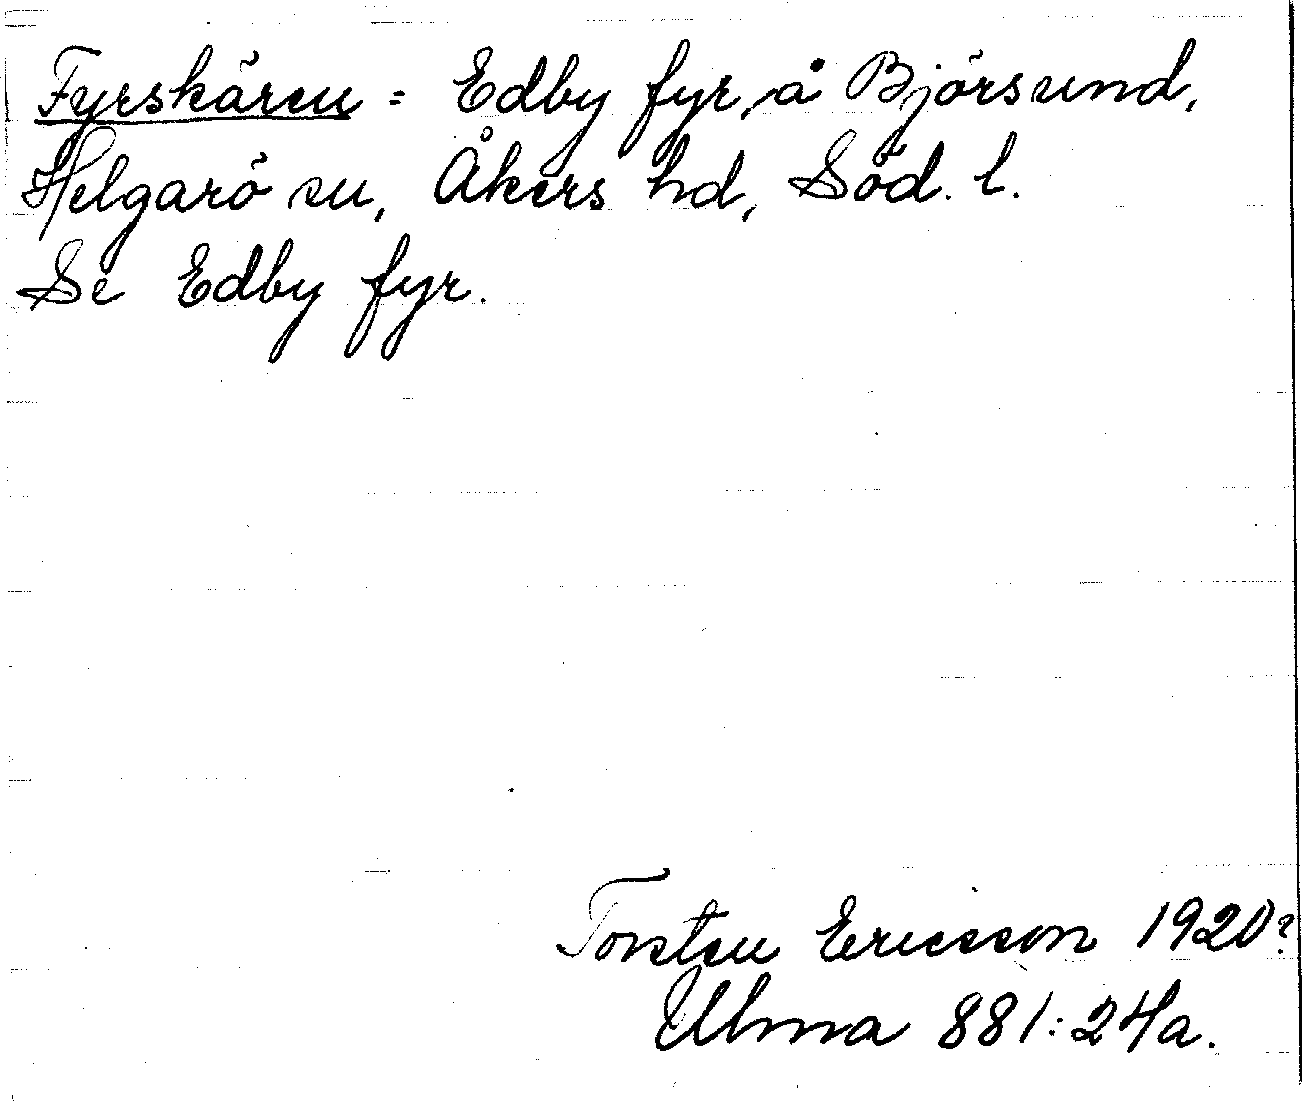 Fyrskären = Edby fyr, å Björsund,
Helgarö sn, Åkers hd, Söd. l.
Se Edby fyr.
Torsten Ericsson 1920?
Ulma 881:24a.